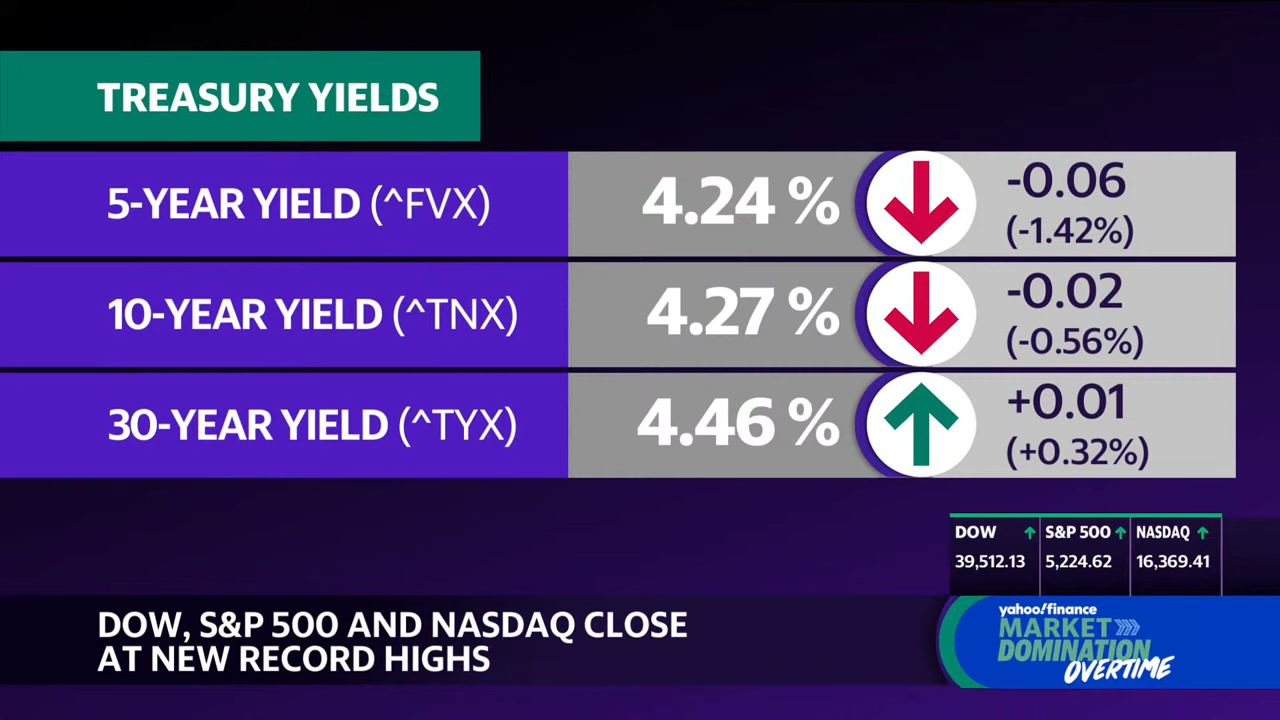 TREASURY YIELDS
5-YEAR YIELD (^FVX) 4.24 % -0.06
(-1.42%)
10-YEAR YIELD (^TNX) 4.27 % -0.02
(-0.56%)
30-YEAR YIELD (^TYX) 4.46 % +0.01
(+0.32%)
DOW S&P 500 NASDAQ
39,512.13 5,224.62 16,369.41
DOW, S&P 500 AND NASDAQ CLOSE
AT NEW RECORD HIGHS
yahoo!finance
MARKET
DOMINATION
OVERTIME